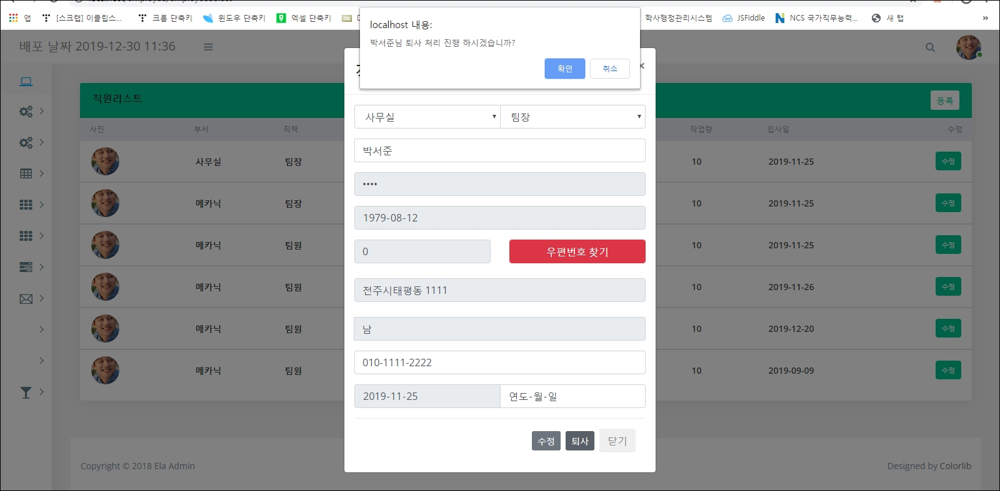 앱
[스크랩] 이클립스...
크롬 단축키
윈도우 단축키
엑셀 단축키
학사행정관리시스템
JSFiddle
NCS 국가직무능력...
새 탭
»
localhost 내용:
박서준님 퇴사 처리 진행 하시겠습니까?
확인
취소
배포 날짜 2019-12-30 11:36
×
직원리스트
등록
사진
부서
직책
작업량
입사일
수정
사무실
팀장
10
2019-11-25
수정
메카닉
팀장
10
2019-11-25
수정
메카닉
팀원
10
2019-11-25
수정
메카닉
팀원
10
2019-11-26
수정
메카닉
팀원
10
2019-12-20
수정
메카닉
팀원
10
2019-09-09
수정
사무실
팀장
박서준
••••
1979-08-12
0
우편번호 찾기
전주시태평동 1111
남
010-1111-2222
2019-11-25
연도-월-일
수정
퇴사
닫기
Copyright © 2018 Ela Admin
Designed by Colorlib